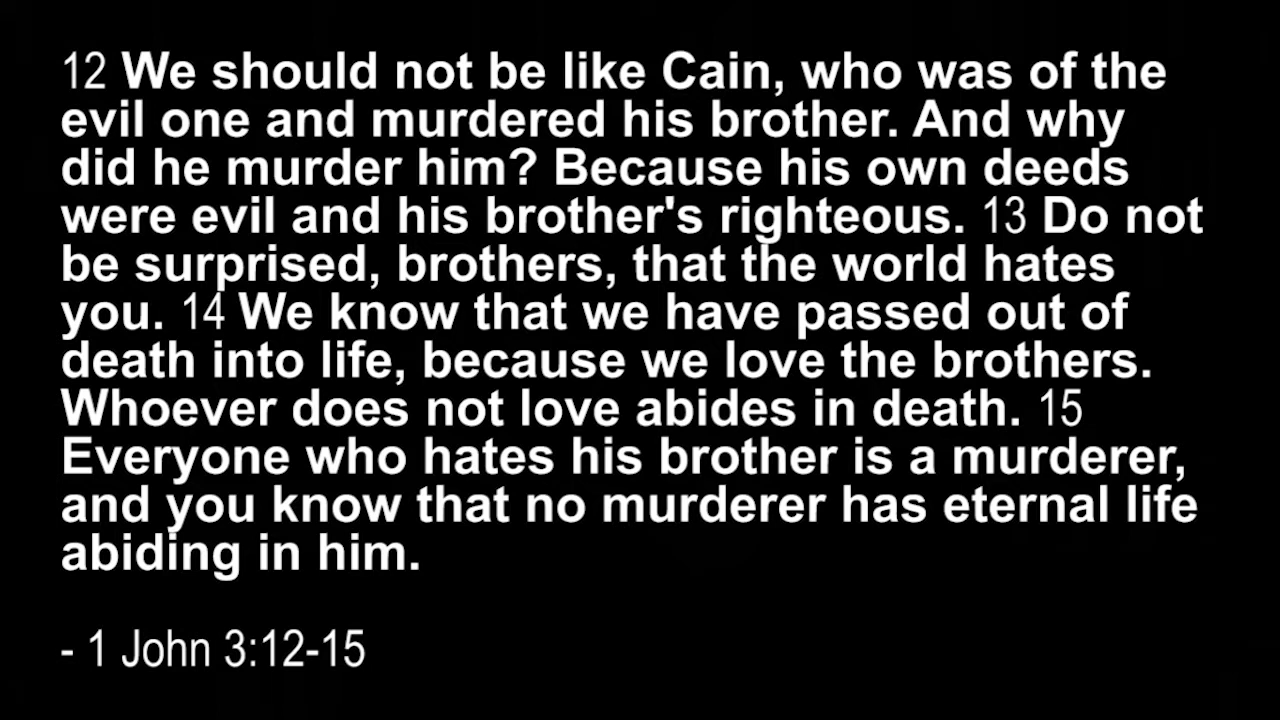 12 We should not be like Cain, who was of the
evil one and murdered his brother. And why
did he murder him? Because his own deeds
were evil and his brother's righteous. 13 Do not
be surprised, brothers, that the world hates
you. 14 We know that we have passed out of
death into life, because we love the brothers.
Whoever does not love abides in death. 15
Everyone who hates his brother is a murderer,
and you know that no murderer has eternal life
abiding in him.
- 1 John 3:12-15